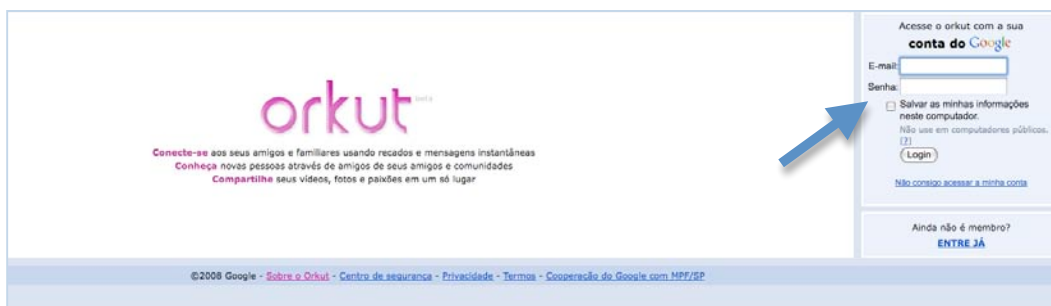 Acesse o orkut com a sua
conta do Google
E-mail:
Senha:
Salvar as minhas informações
neste computador.
Não use em computadores públicos.
[?]
Login
Não consigo acessar a minha conta
Ainda não é membro?
ENTRE JÁ
orkut beta
Conecte-se aos seus amigos e familiares usando recados e mensagens instantâneas
Conheça novas pessoas através de amigos de seus amigos e comunidades
Compartilhe seus vídeos, fotos e paixões em um só lugar
©2008 Google - Sobre o Orkut - Centro de segurança - Privacidade - Termos - Cooperação do Google com MPF/SP